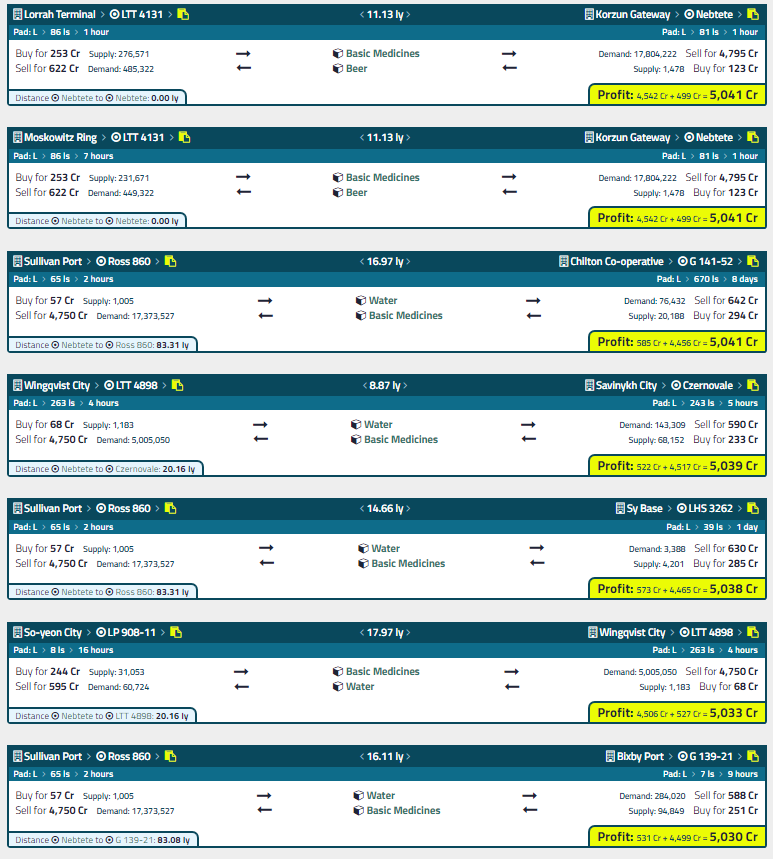 Lorrah Terminal > LTT 4131 > < 11.13 ly > Korzun Gateway > Nebtete >
Pad: L > 86 ls > 1 hour Pad: L > 81 ls > 1 hour
Buy for 253 Cr Supply: 276,571 Basic Medicines Demand: 17,804,222 Sell for 4,795 Cr
Sell for 622 Cr Demand: 485,322 Beer Supply: 1,478 Buy for 123 Cr
Distance Nebtete to Nebtete: 0.00 ly Profit: 4,542 Cr + 499 Cr = 5,041 Cr
Moskowitz Ring > LTT 4131 > < 11.13 ly > Korzun Gateway > Nebtete >
Pad: L > 86 ls > 7 hours Pad: L > 81 ls > 1 hour
Buy for 253 Cr Supply: 231,671 Basic Medicines Demand: 17,804,222 Sell for 4,795 Cr
Sell for 622 Cr Demand: 449,322 Beer Supply: 1,478 Buy for 123 Cr
Distance Nebtete to Nebtete: 0.00 ly Profit: 4,542 Cr + 499 Cr = 5,041 Cr
Sullivan Port > Ross 860 > < 16.97 ly > Chilton Co-operative > G 141-52 >
Pad: L > 65 ls > 2 hours Pad: L > 670 ls > 8 days
Buy for 57 Cr Supply: 1,005 Water Demand: 76,432 Sell for 642 Cr
Sell for 4,750 Cr Demand: 17,373,527 Basic Medicines Supply: 20,188 Buy for 294 Cr
Distance Nebtete to Ross 860: 83.31 ly Profit: 585 Cr + 4,456 Cr = 5,041 Cr
Wingqvist City > LTT 4898 > < 8.87 ly > Savinykh City > Czernovale >
Pad: L > 263 ls > 4 hours Pad: L > 243 ls > 5 hours
Buy for 68 Cr Supply: 1,183 Water Demand: 143,309 Sell for 590 Cr
Sell for 4,750 Cr Demand: 5,005,050 Basic Medicines Supply: 68,152 Buy for 233 Cr
Distance Nebtete to Czernovale: 20.16 ly Profit: 522 Cr + 4,517 Cr = 5,039 Cr
Sullivan Port > Ross 860 > < 14.66 ly > Sy Base > LHS 3262 >
Pad: L > 65 ls > 2 hours Pad: L > 39 ls > 1 day
Buy for 57 Cr Supply: 1,005 Water Demand: 3,388 Sell for 630 Cr
Sell for 4,750 Cr Demand: 17,373,527 Basic Medicines Supply: 4,201 Buy for 285 Cr
Distance Nebtete to Ross 860: 83.31 ly Profit: 573 Cr + 4,465 Cr = 5,038 Cr
So-yeon City > LP 908-11 > < 17.97 ly > Wingqvist City > LTT 4898 >
Pad: L > 8 ls > 16 hours Pad: L > 263 ls > 4 hours
Buy for 244 Cr Supply: 31,053 Basic Medicines Demand: 5,005,050 Sell for 4,750 Cr
Sell for 595 Cr Demand: 60,724 Water Supply: 1,183 Buy for 68 Cr
Distance Nebtete to LTT 4898: 20.16 ly Profit: 4,506 Cr + 527 Cr = 5,033 Cr
Sullivan Port > Ross 860 > < 16.11 ly > Bixby Port > G 139-21 >
Pad: L > 65 ls > 2 hours Pad: L > 7 ls > 9 hours
Buy for 57 Cr Supply: 1,005 Water Demand: 284,020 Sell for 588 Cr
Sell for 4,750 Cr Demand: 17,373,527 Basic Medicines Supply: 94,849 Buy for 251 Cr
Distance Nebtete to G 139-21: 83.08 ly Profit: 531 Cr + 4,499 Cr = 5,030 Cr